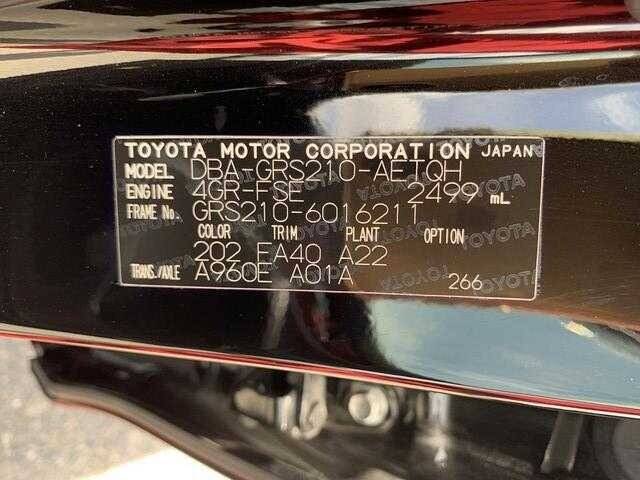 TOYOTA MOTOR CORPORATION JAPAN
MODEL DBA-GRS210-AETQH
ENGINE 4GR-FSE 2499 mL
FRAME No. GRS210-6016211
COLOR TRIM PLANT OPTION
202 FA40 A22
TRANS./AXLE A960E A01A 266